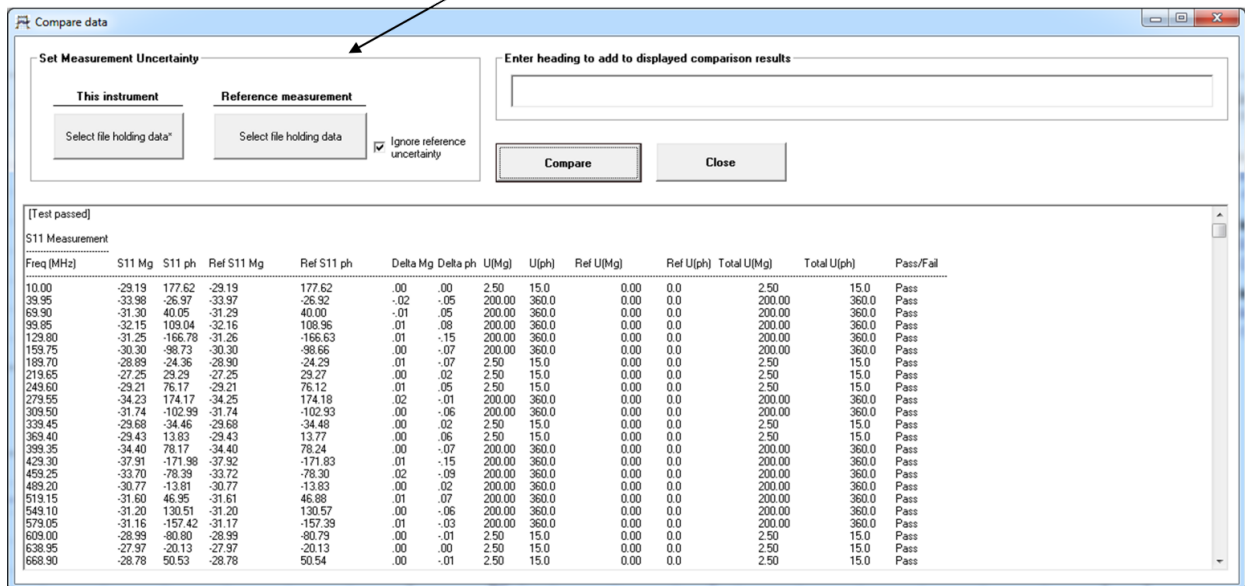 Compare data
Set Measurement Uncertainty
This instrument
Reference measurement
Select file holding data*
Select file holding data
Ignore reference
uncertainty
Enter heading to add to displayed comparison results
Compare
Close
[Test passed]
S11 Measurement
Freq (MHz) S11 Mg S11 ph Ref S11 Mg Ref S11 ph Delta Mg Delta ph U(Mg) U(ph) Ref U(Mg) Ref U(ph) Total U(Mg) Total U(ph) Pass/Fail
10.00 -29.19 177.62 -29.19 177.62 .00 .00 2.50 15.0 0.00 0.0 2.50 15.0 Pass
39.95 -33.98 -26.97 -33.97 -26.92 -.02 -.05 200.00 360.0 0.00 0.0 200.00 360.0 Pass
69.90 -31.30 40.05 -31.29 40.00 -.01 .05 200.00 360.0 0.00 0.0 200.00 360.0 Pass
99.85 -32.15 109.04 -32.16 108.96 .01 .08 200.00 360.0 0.00 0.0 200.00 360.0 Pass
129.80 -31.25 -166.78 -31.26 -166.63 .01 -.15 200.00 360.0 0.00 0.0 200.00 360.0 Pass
159.75 -30.30 -98.73 -30.30 -98.66 .00 -.07 200.00 360.0 0.00 0.0 200.00 360.0 Pass
189.70 -28.89 -24.36 -28.90 -24.29 .01 -.07 2.50 15.0 0.00 0.0 2.50 15.0 Pass
219.65 -27.25 29.29 -27.25 29.27 .00 .02 2.50 15.0 0.00 0.0 2.50 15.0 Pass
249.60 -29.21 76.17 -29.21 76.12 .01 .05 2.50 15.0 0.00 0.0 2.50 15.0 Pass
279.55 -34.23 174.17 -34.25 174.18 .02 -.01 200.00 360.0 0.00 0.0 200.00 360.0 Pass
309.50 -31.74 -102.99 -31.74 -102.93 .00 -.06 200.00 360.0 0.00 0.0 200.00 360.0 Pass
339.45 -29.68 -34.46 -29.68 -34.48 .00 .02 2.50 15.0 0.00 0.0 2.50 15.0 Pass
369.40 -29.43 13.83 -29.43 13.77 .00 .06 2.50 15.0 0.00 0.0 2.50 15.0 Pass
399.35 -34.40 78.17 -34.40 78.24 .00 -.07 200.00 360.0 0.00 0.0 200.00 360.0 Pass
429.30 -37.91 -171.98 -37.92 -171.83 .01 -.15 200.00 360.0 0.00 0.0 200.00 360.0 Pass
459.25 -33.70 -78.39 -33.72 -78.30 .02 -.09 200.00 360.0 0.00 0.0 200.00 360.0 Pass
489.20 -30.77 -13.81 -30.77 -13.83 .00 .02 200.00 360.0 0.00 0.0 200.00 360.0 Pass
519.15 -31.60 46.95 -31.61 46.88 .01 .07 200.00 360.0 0.00 0.0 200.00 360.0 Pass
549.10 -31.20 130.51 -31.20 130.57 .00 -.06 200.00 360.0 0.00 0.0 200.00 360.0 Pass
579.05 -31.16 -157.42 -31.17 -157.39 .01 -.03 200.00 360.0 0.00 0.0 200.00 360.0 Pass
609.00 -28.99 -80.80 -28.99 -80.79 .00 -.01 2.50 15.0 0.00 0.0 2.50 15.0 Pass
638.95 -27.97 -20.13 -27.97 -20.13 .00 .00 2.50 15.0 0.00 0.0 2.50 15.0 Pass
668.90 -28.78 50.53 -28.78 50.54 .00 -.01 2.50 15.0 0.00 0.0 2.50 15.0 Pass